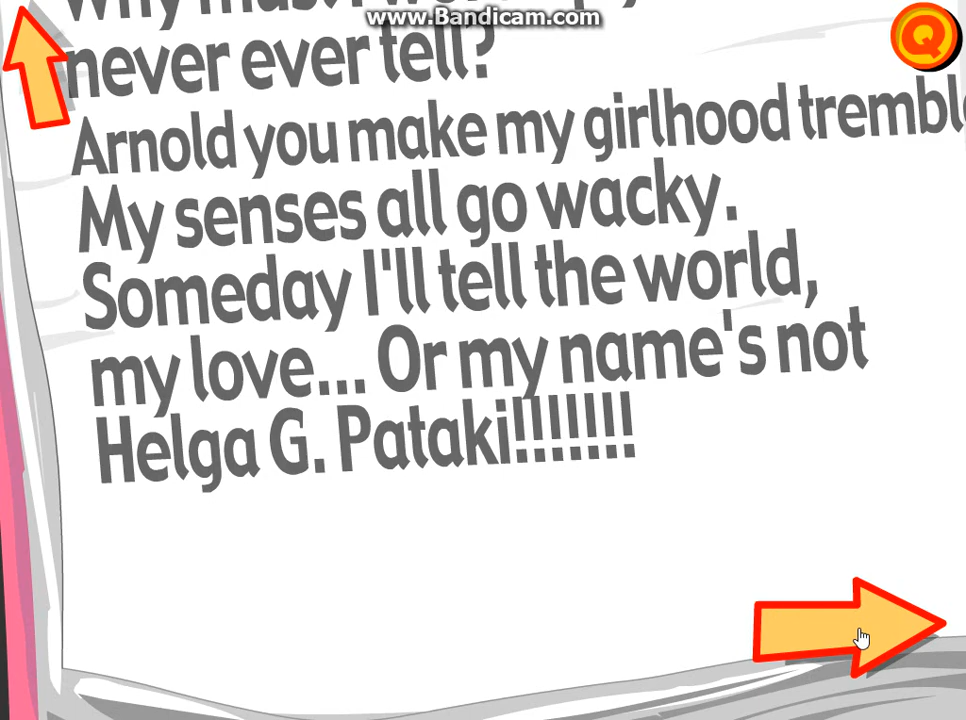 www.Bandicam.com
Q
never ever tell?
Arnold you make my girlhood trembl
My senses all go wacky.
Someday I'll tell the world,
my love... Or my name's not
Helga G. Pataki!!!!!!!